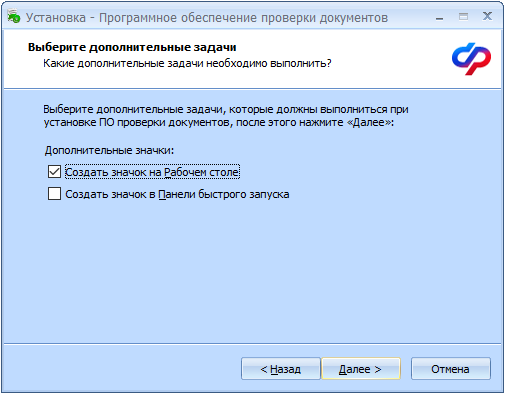 Установка - Программное обеспечение проверки документов
Выберите дополнительные задачи
Какие дополнительные задачи необходимо выполнить?
Выберите дополнительные задачи, которые должны выполниться при
установке ПО проверки документов, после этого нажмите «Далее»:
Дополнительные значки:
Создать значок на Рабочем столе
Создать значок в Панели быстрого запуска
< Назад
Далее >
Отмена